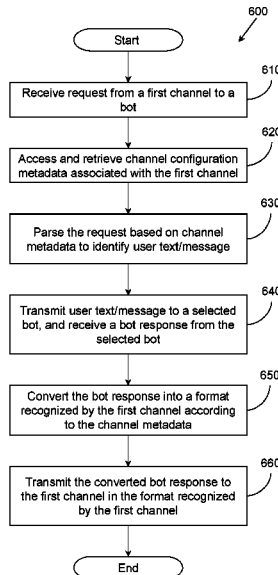 600
Start
610
Receive request from a first channel to a
bot
620
Access and retrieve channel configuration
metadata associated with the first channel
630
Parse the request based on channel
metadata to identify user text/message
640
Transmit user text/message to a selected
bot, and receive a bot response from the
selected bot
650
Convert the bot response into a format
recognized by the first channel according
to the channel metadata
660
Transmit the converted bot response to
the first channel in the format recognized
by the first channel
End